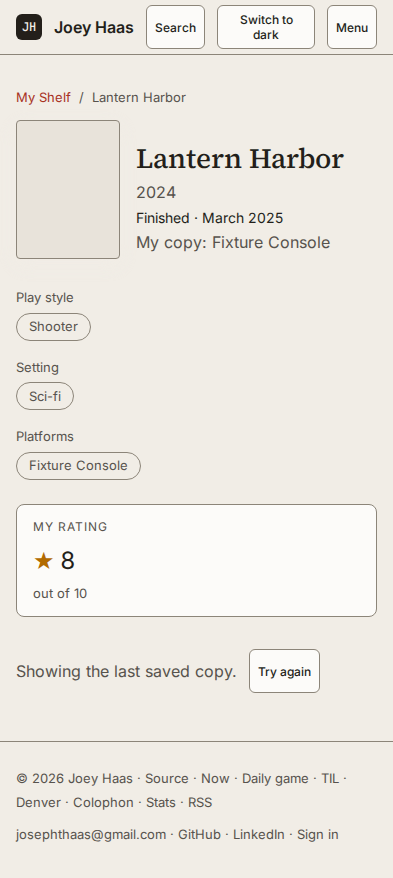 JH Joey Haas Search Switch to dark Menu
My Shelf / Lantern Harbor
Lantern Harbor
2024
Finished · March 2025
My copy: Fixture Console
Play style
Shooter
Setting
Sci-fi
Platforms
Fixture Console
MY RATING
★ 8
out of 10
Showing the last saved copy. Try again
© 2026 Joey Haas · Source · Now · Daily game · TIL ·
Denver · Colophon · Stats · RSS
josephthaas@gmail.com · GitHub · LinkedIn · Sign in